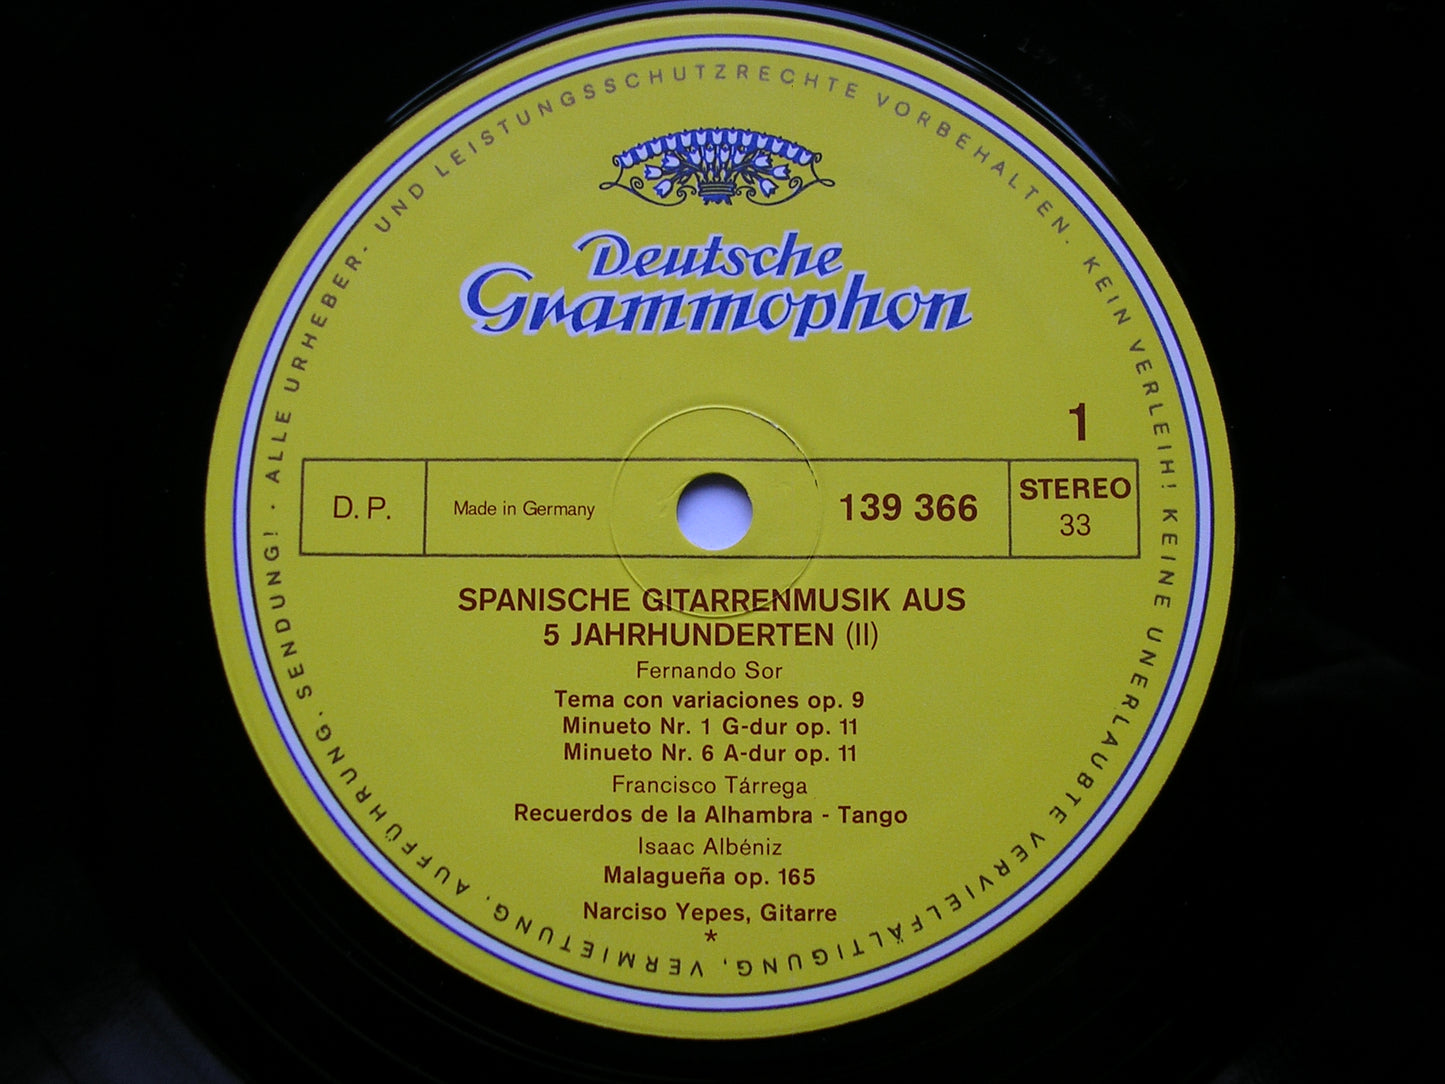 Deutsche
Grammophon
1
D. P.
Made in Germany
139 366
STEREO
33
SPANISCHE GITARRENMUSIK AUS
5 JAHRHUNDERTEN (II)
Fernando Sor
Tema con variaciones op. 9
Minueto Nr. 1 G-dur op. 11
Minueto Nr. 6 A-dur op. 11
Francisco Tárrega
Recuerdos de la Alhambra - Tango
Isaac Albéniz
Malagueña op. 165
Narciso Yepes, Gitarre
*
· ALLE URHEBER- UND LEISTUNGSSCHUTZRECHTE VORBEHALTEN. KEIN VERLEIH! KEINE UNERLAUBTE VERVIELFÄLTIGUNG, VERMIETUNG, AUFFÜHRUNG, SENDUNG!